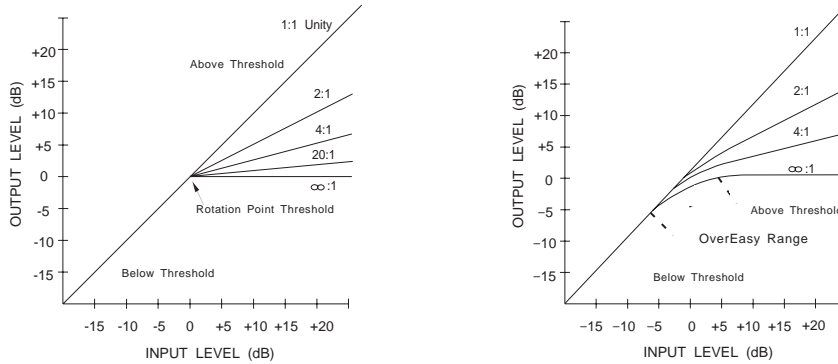 1:1 Unity
+20
Above Threshold
+15
2:1
+10
4:1
+5
20:1
0
∞:1
Rotation Point Threshold
-5
-10
Below Threshold
-15
OUTPUT LEVEL (dB)
-15 -10 -5 0 +5 +10 +15 +20
INPUT LEVEL (dB)
1:1
+20
+15
2:1
+10
4:1
+5
0
∞:1
−5
Above Threshold
OverEasy Range
−10
Below Threshold
−15
OUTPUT LEVEL (dB)
−15 −10 −5 0 +5 +10 +15 +20
INPUT LEVEL (dB)